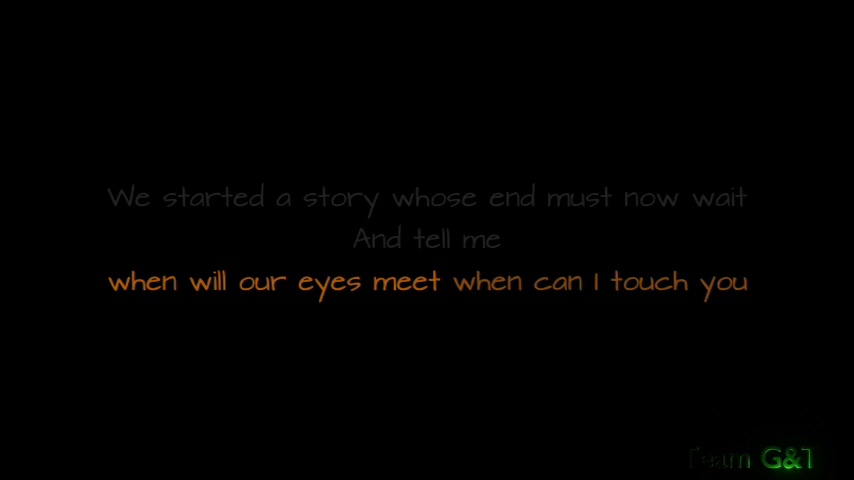 We started a story whose end must now wait
And tell me
when will our eyes meet when can I touch you
Team G&T